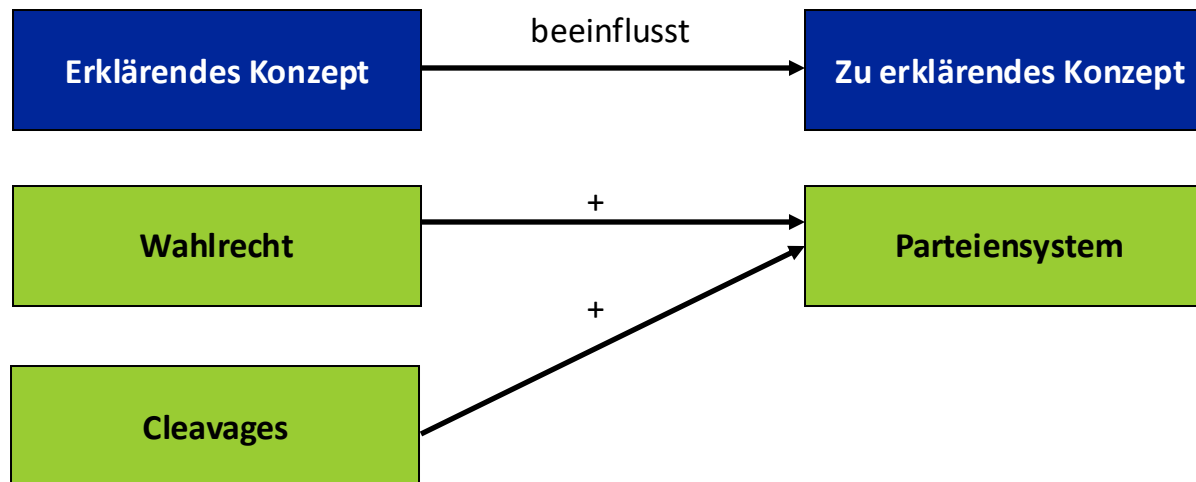 beeinflusst
Erklärendes Konzept
Zu erklärendes Konzept
+
Wahlrecht
Parteiensystem
+
Cleavages